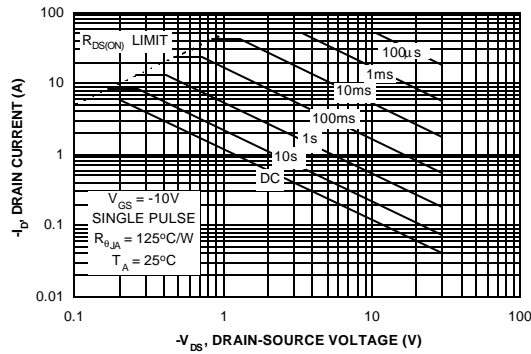 100
10
1
0.1
0.01
-I_D, DRAIN CURRENT (A)
R_DS(ON) LIMIT
100µs
1ms
10ms
100ms
1s
10s
DC
V_GS = -10V
SINGLE PULSE
R_θJA = 125°C/W
T_A = 25°C
0.1
1
10
100
-V_DS, DRAIN-SOURCE VOLTAGE (V)